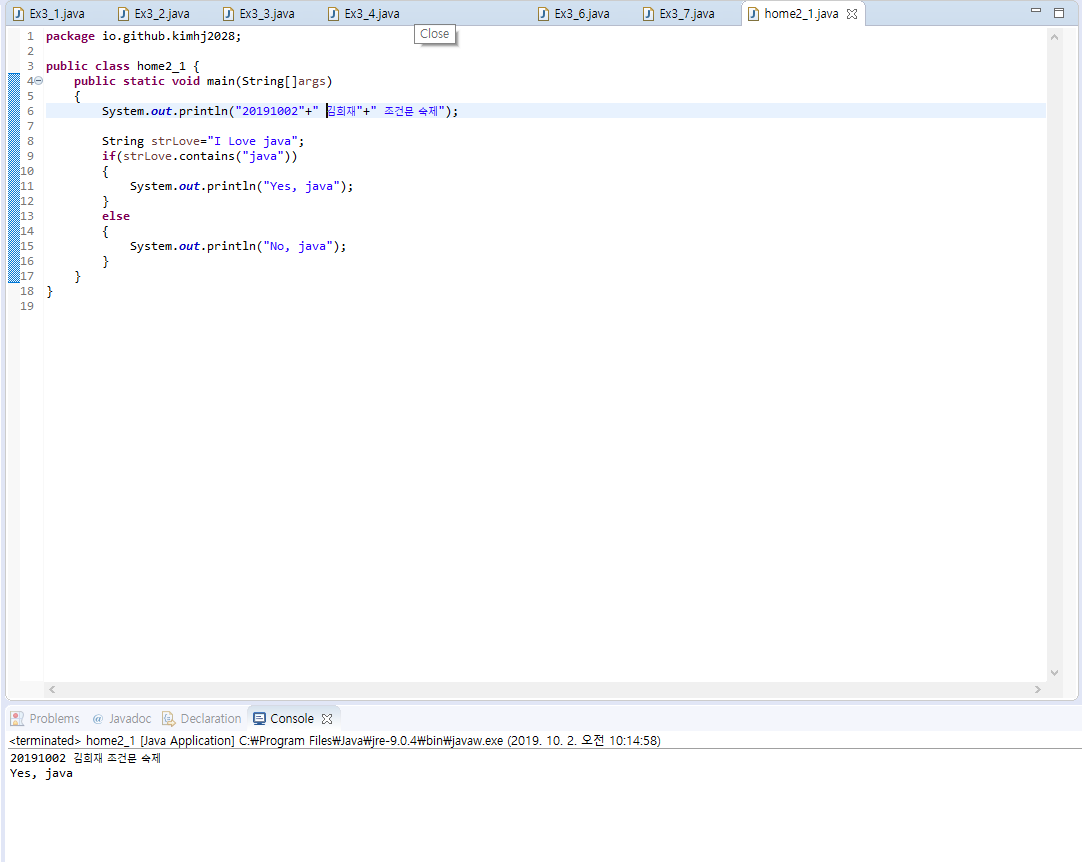 Ex3_1.java Ex3_2.java Ex3_3.java Ex3_4.java Ex3_6.java Ex3_7.java home2_1.java
Close
1 package io.github.kimhj2028;
2
3 public class home2_1 {
4 public static void main(String[]args)
5 {
6 System.out.println("20191002"+" 김희재"+" 조건문 숙제");
7
8 String strLove="I Love java";
9 if(strLove.contains("java"))
10 {
11 System.out.println("Yes, java");
12 }
13 else
14 {
15 System.out.println("No, java");
16 }
17 }
18 }
19
Problems @ Javadoc Declaration Console
<terminated> home2_1 [Java Application] C:₩Program Files₩Java₩jre-9.0.4₩bin₩javaw.exe (2019. 10. 2. 오전 10:14:58)
20191002 김희재 조건문 숙제
Yes, java